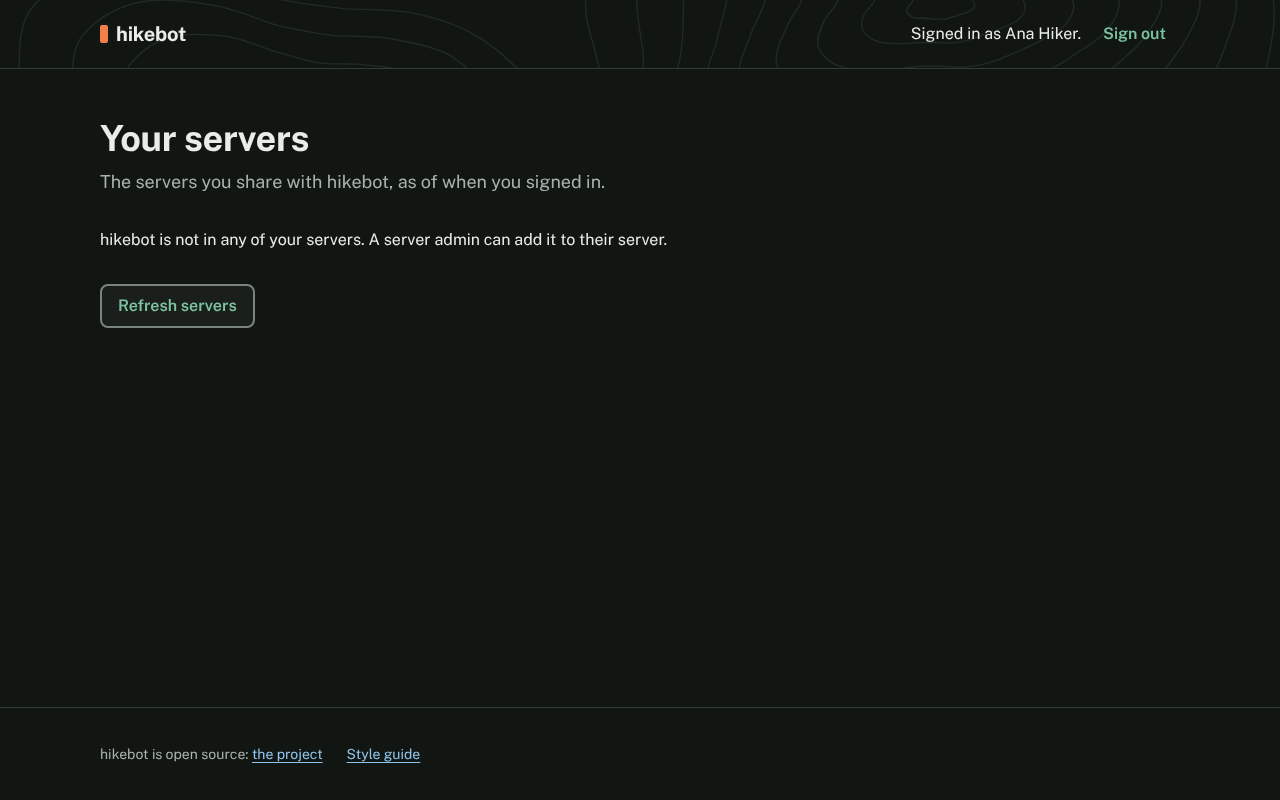 hikebot
Signed in as Ana Hiker. Sign out
Your servers
The servers you share with hikebot, as of when you signed in.
hikebot is not in any of your servers. A server admin can add it to their server.
Refresh servers
hikebot is open source: the project Style guide